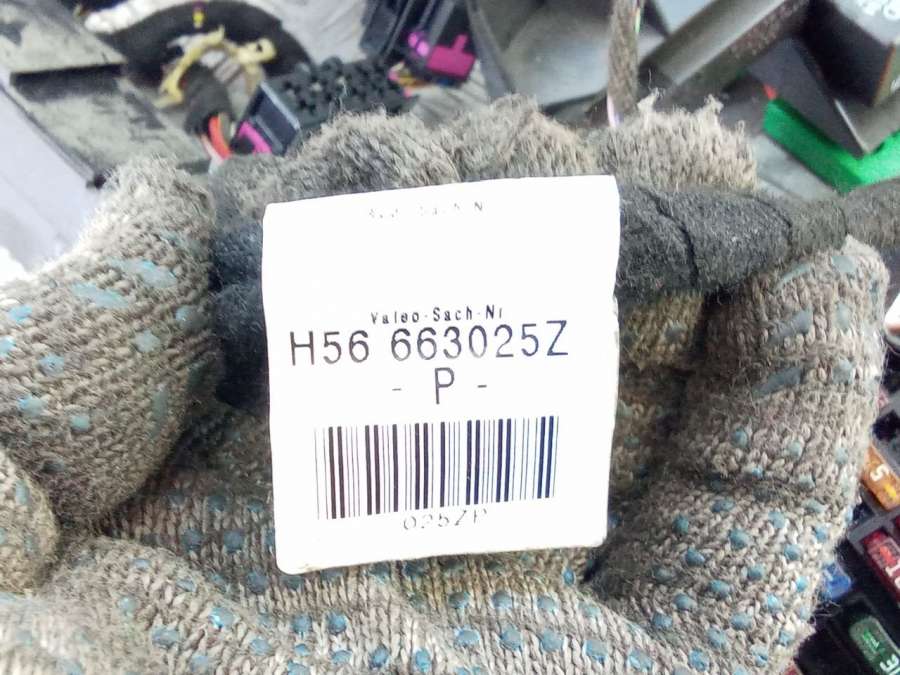 Valeo-Sach-Nr
H56 663025Z
- P -
025ZP